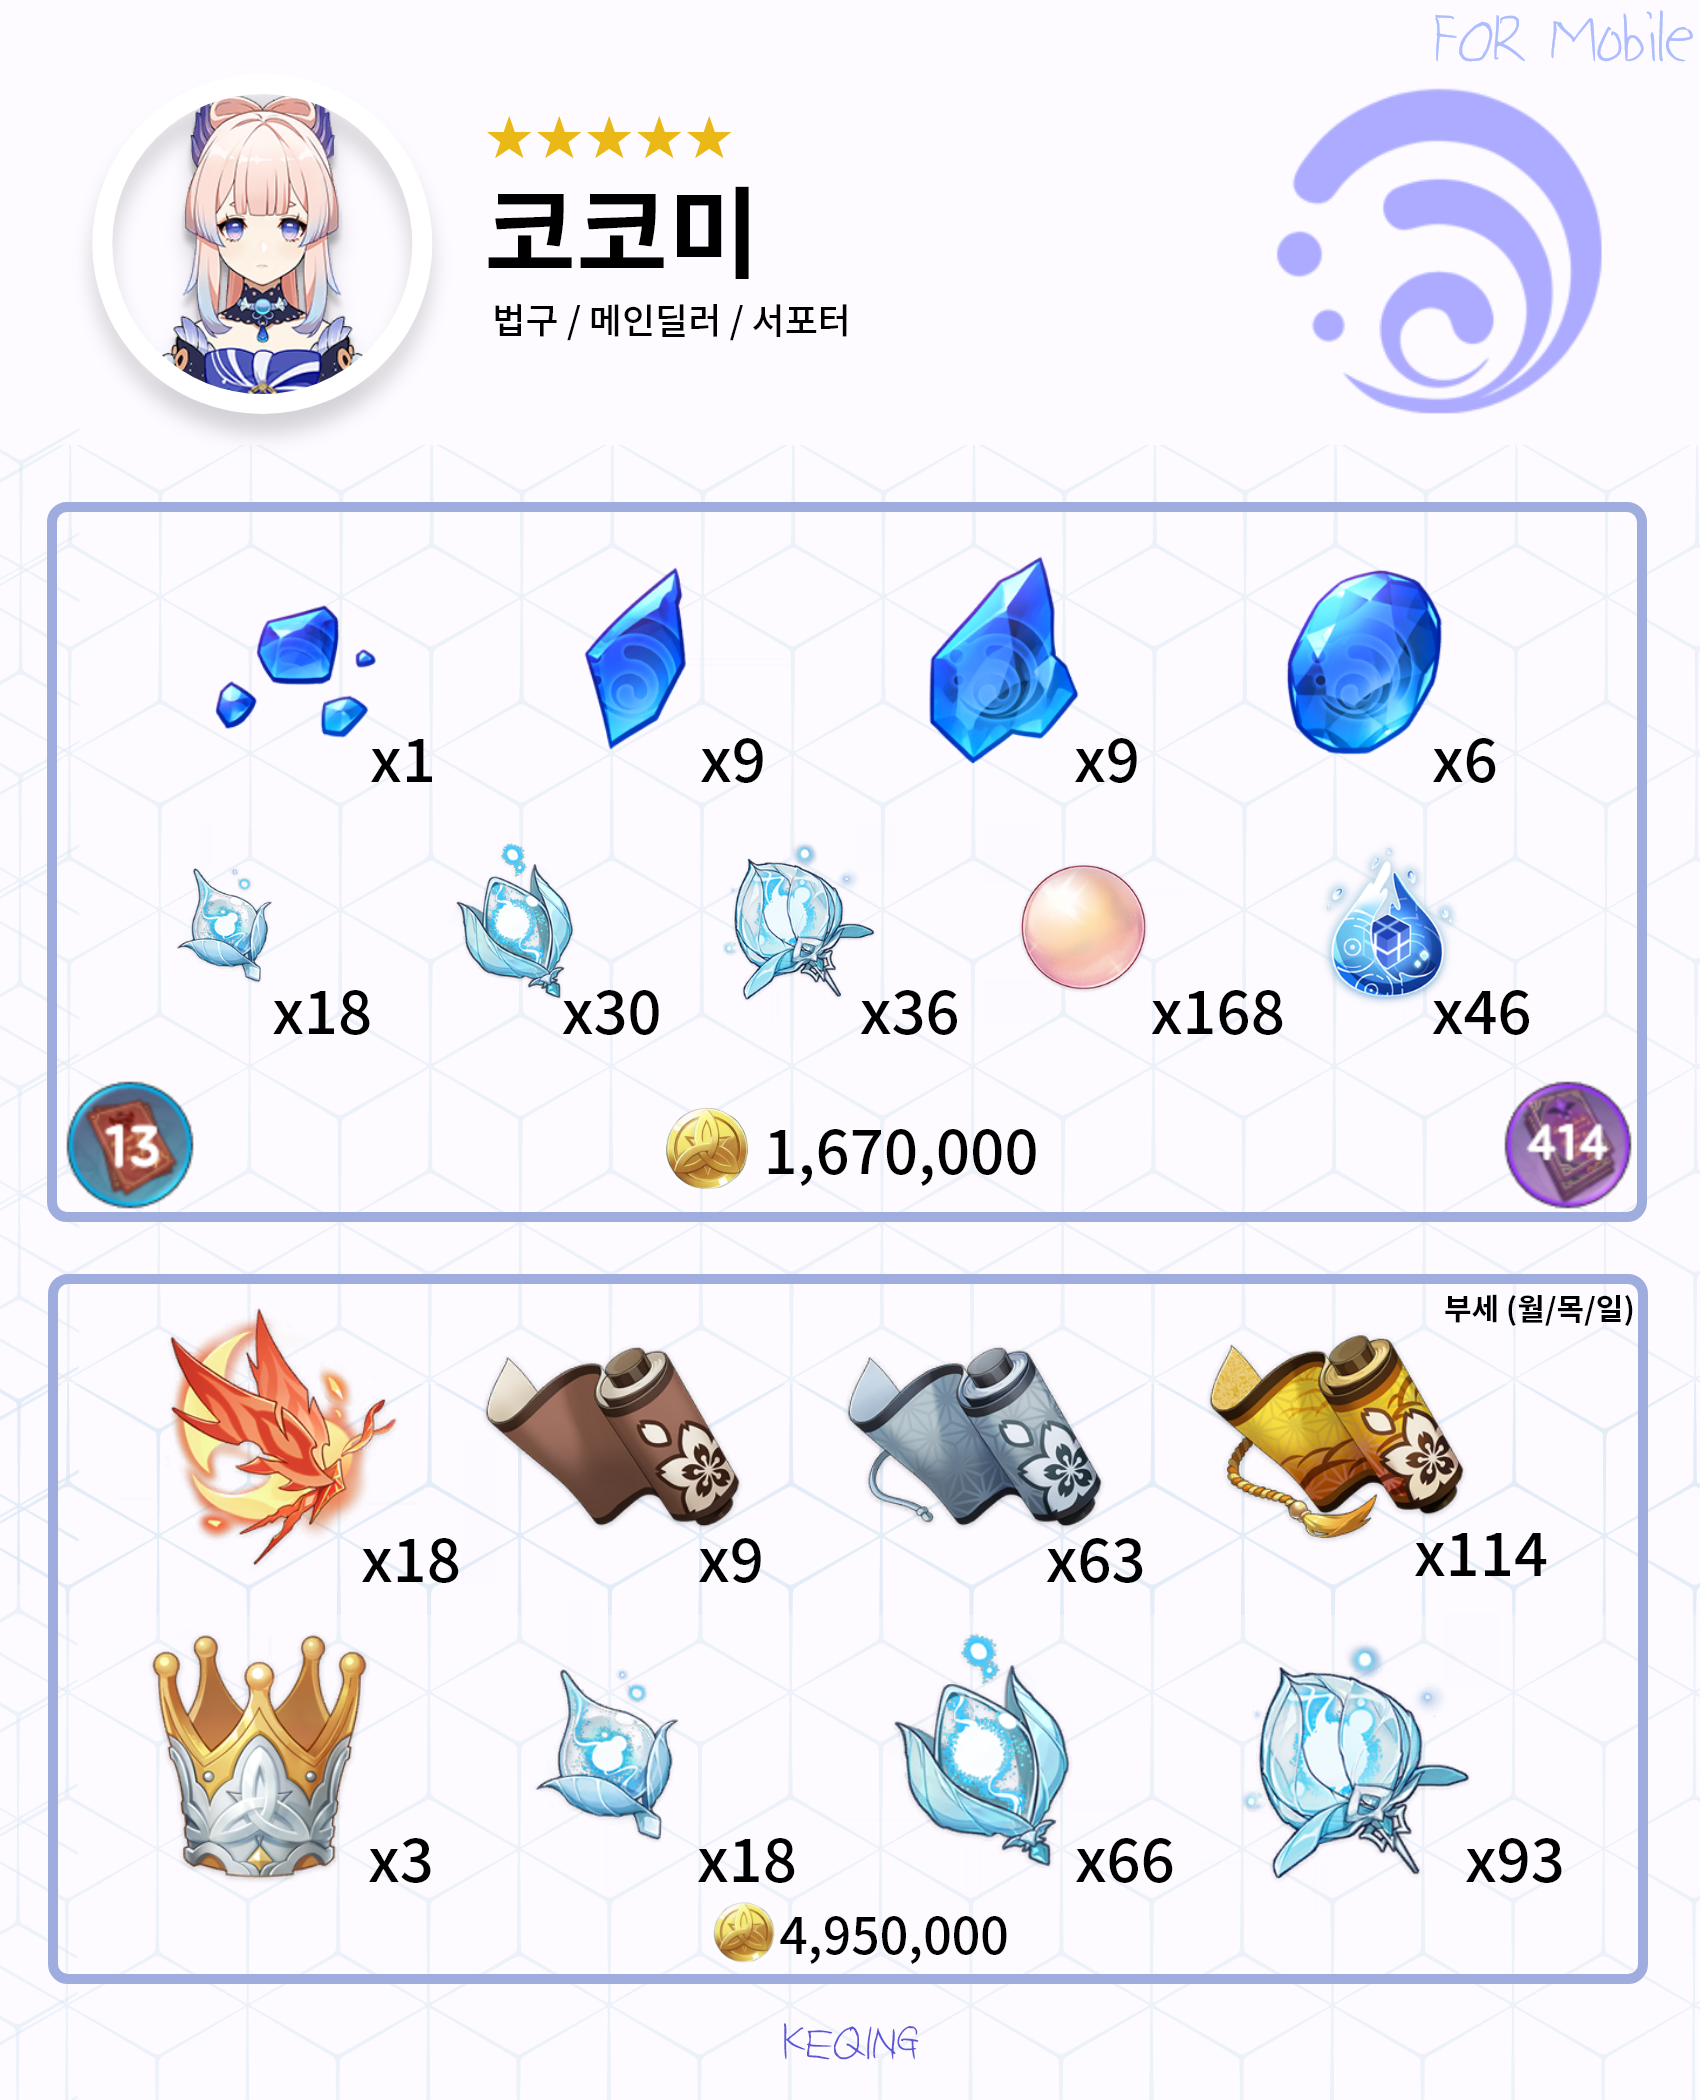 FOR Mobile
★★★★★
코코미
법구 / 메인딜러 / 서포터
x1 x9 x9 x6
x18 x30 x36 x168 x46
13 1,670,000 414
부세 (월/목/일)
x18 x9 x63 x114
x3 x18 x66 x93
4,950,000
KEQING